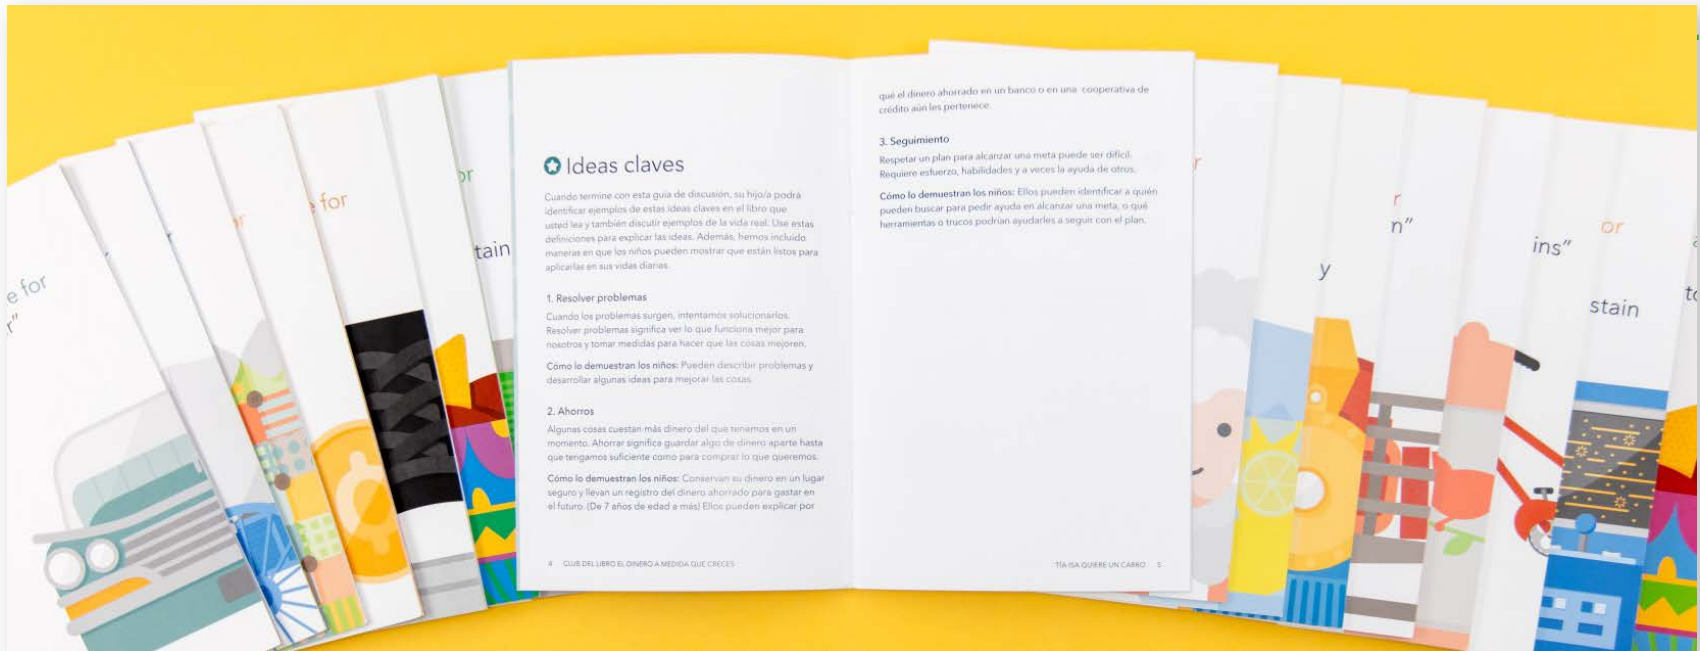 e for
r"
or
e for
or
tain
Ideas claves
Cuando termine con esta guía de discusión, su hijo/a podrá
identificar ejemplos de estas ideas claves en el libro que
usted lea y también discutir ejemplos de la vida real. Use estas
definiciones para explicar las ideas. Además, hemos incluido
maneras en que los niños pueden mostrar que están listos para
aplicarlas en sus vidas diarias.
1. Resolver problemas
Cuando los problemas surgen, intentamos solucionarlos.
Resolver problemas significa ver lo que funciona mejor para
nosotros y tomar medidas para hacer que las cosas mejoren.
Cómo lo demuestran los niños: Pueden describir problemas y
desarrollar algunas ideas para mejorar las cosas.
2. Ahorros
Algunas cosas cuestan más dinero del que tenemos en un
momento. Ahorrar significa guardar algo de dinero aparte hasta
que tengamos suficiente como para comprar lo que queremos.
Cómo lo demuestran los niños: Conservan su dinero en un lugar
seguro y llevan un registro del dinero ahorrado para gastar en
el futuro. (De 7 años de edad a más) Ellos pueden explicar por
4 CLUB DEL LIBRO EL DINERO A MEDIDA QUE CRECES
qué el dinero ahorrado en un banco o en una cooperativa de
crédito aún les pertenece.
3. Seguimiento
Respetar un plan para alcanzar una meta puede ser difícil.
Requiere esfuerzo, habilidades y a veces la ayuda de otros.
Cómo lo demuestran los niños: Ellos pueden identificar a quién
pueden buscar para pedir ayuda en alcanzar una meta, o qué
herramientas o trucos podrían ayudarles a seguir con el plan.
TÍA ISA QUIERE UN CARRO 5
r
y
r
n"
ins"
or
stain